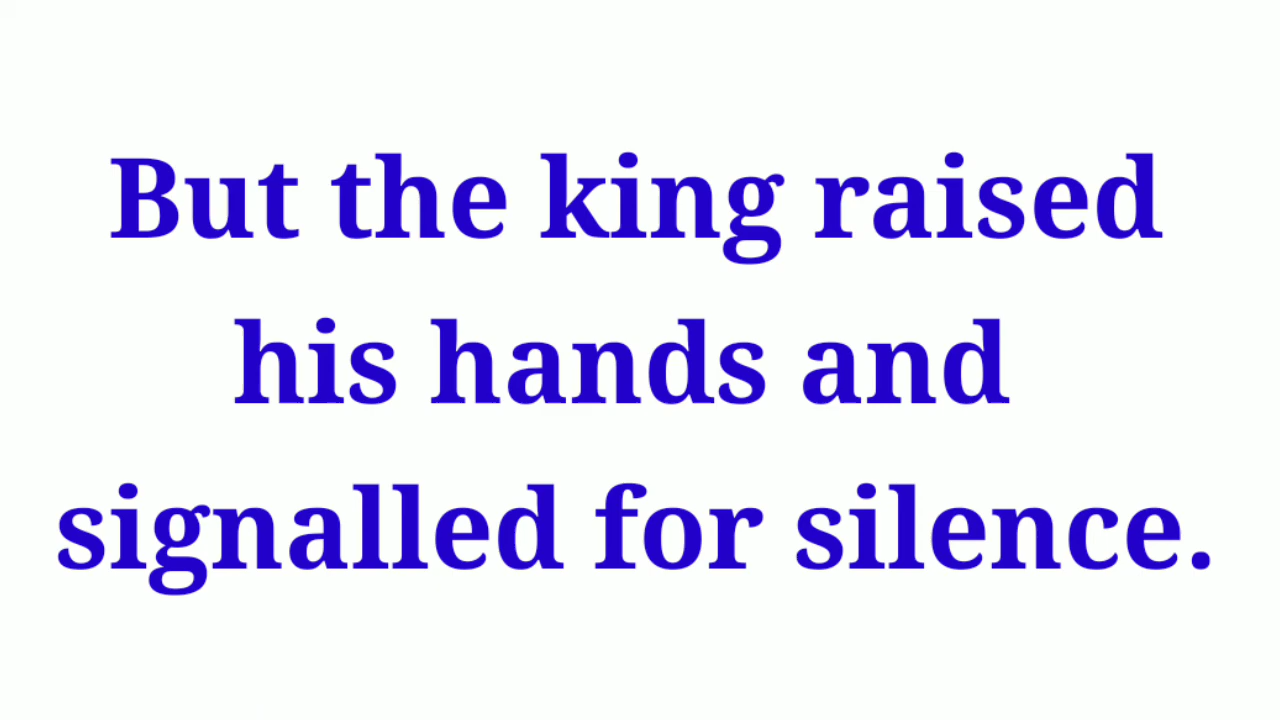 But the king raised
his hands and
signalled for silence.